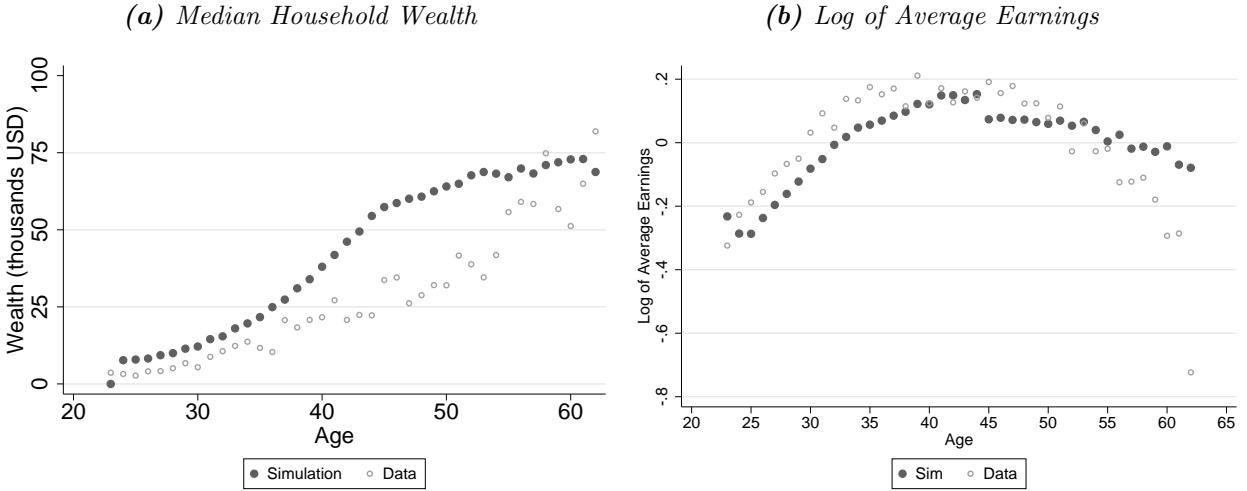 (a) Median Household Wealth
Wealth (thousands USD)
100
75
50
25
0
20 30 40 50 60
Age
Simulation Data
(b) Log of Average Earnings
Log of Average Earnings
.2
0
-.2
-.4
-.6
-.8
20 25 30 35 40 45 50 55 60 65
Age
Sim Data